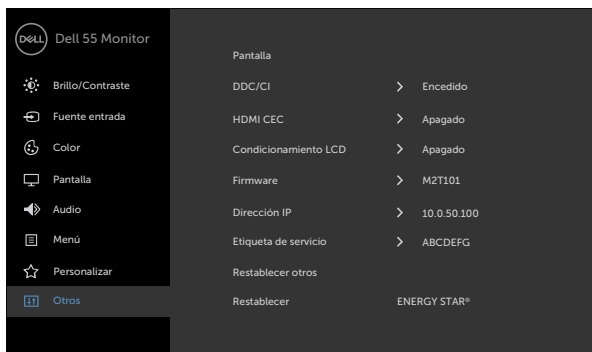 DELL
Dell 55 Monitor
Brillo/Contraste
Fuente entrada
Color
Pantalla
Audio
Menú
Personalizar
Otros
Pantalla
DDC/CI > Encedido
HDMI CEC > Apagado
Condicionamiento LCD > Apagado
Firmware > M2T101
Dirección IP > 10.0.50.100
Etiqueta de servicio > ABCDEFG
Restablecer otros
Restablecer ENERGY STAR®